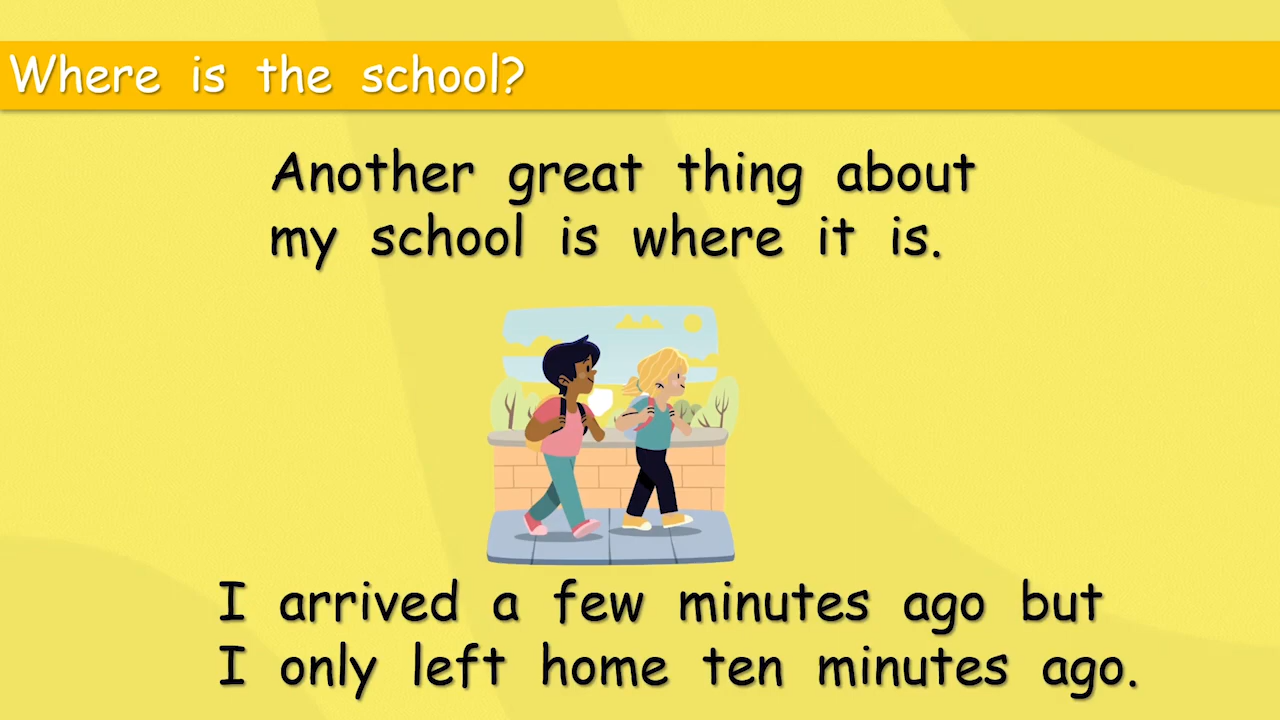 Where is the school?
Another great thing about
my school is where it is.
I arrived a few minutes ago but
I only left home ten minutes ago.